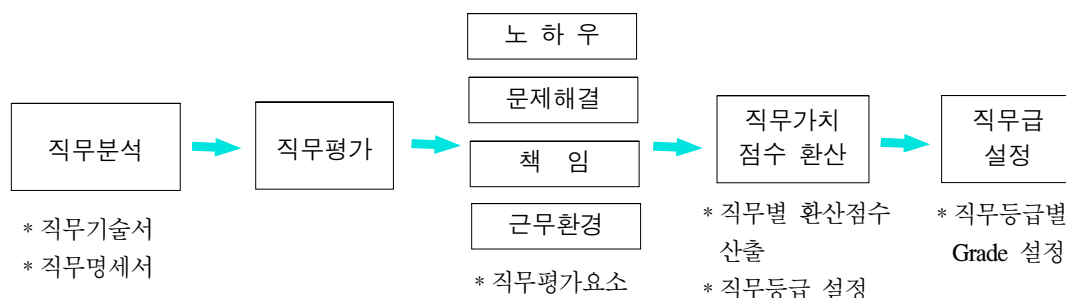 직무분석
* 직무기술서
* 직무명세서
직무평가
노 하 우
문제해결
책 임
근무환경
* 직무평가요소
직무가치
점수 환산
* 직무별 환산점수
산출
* 직무등급 설정
직무급
설정
* 직무등급별
Grade 설정